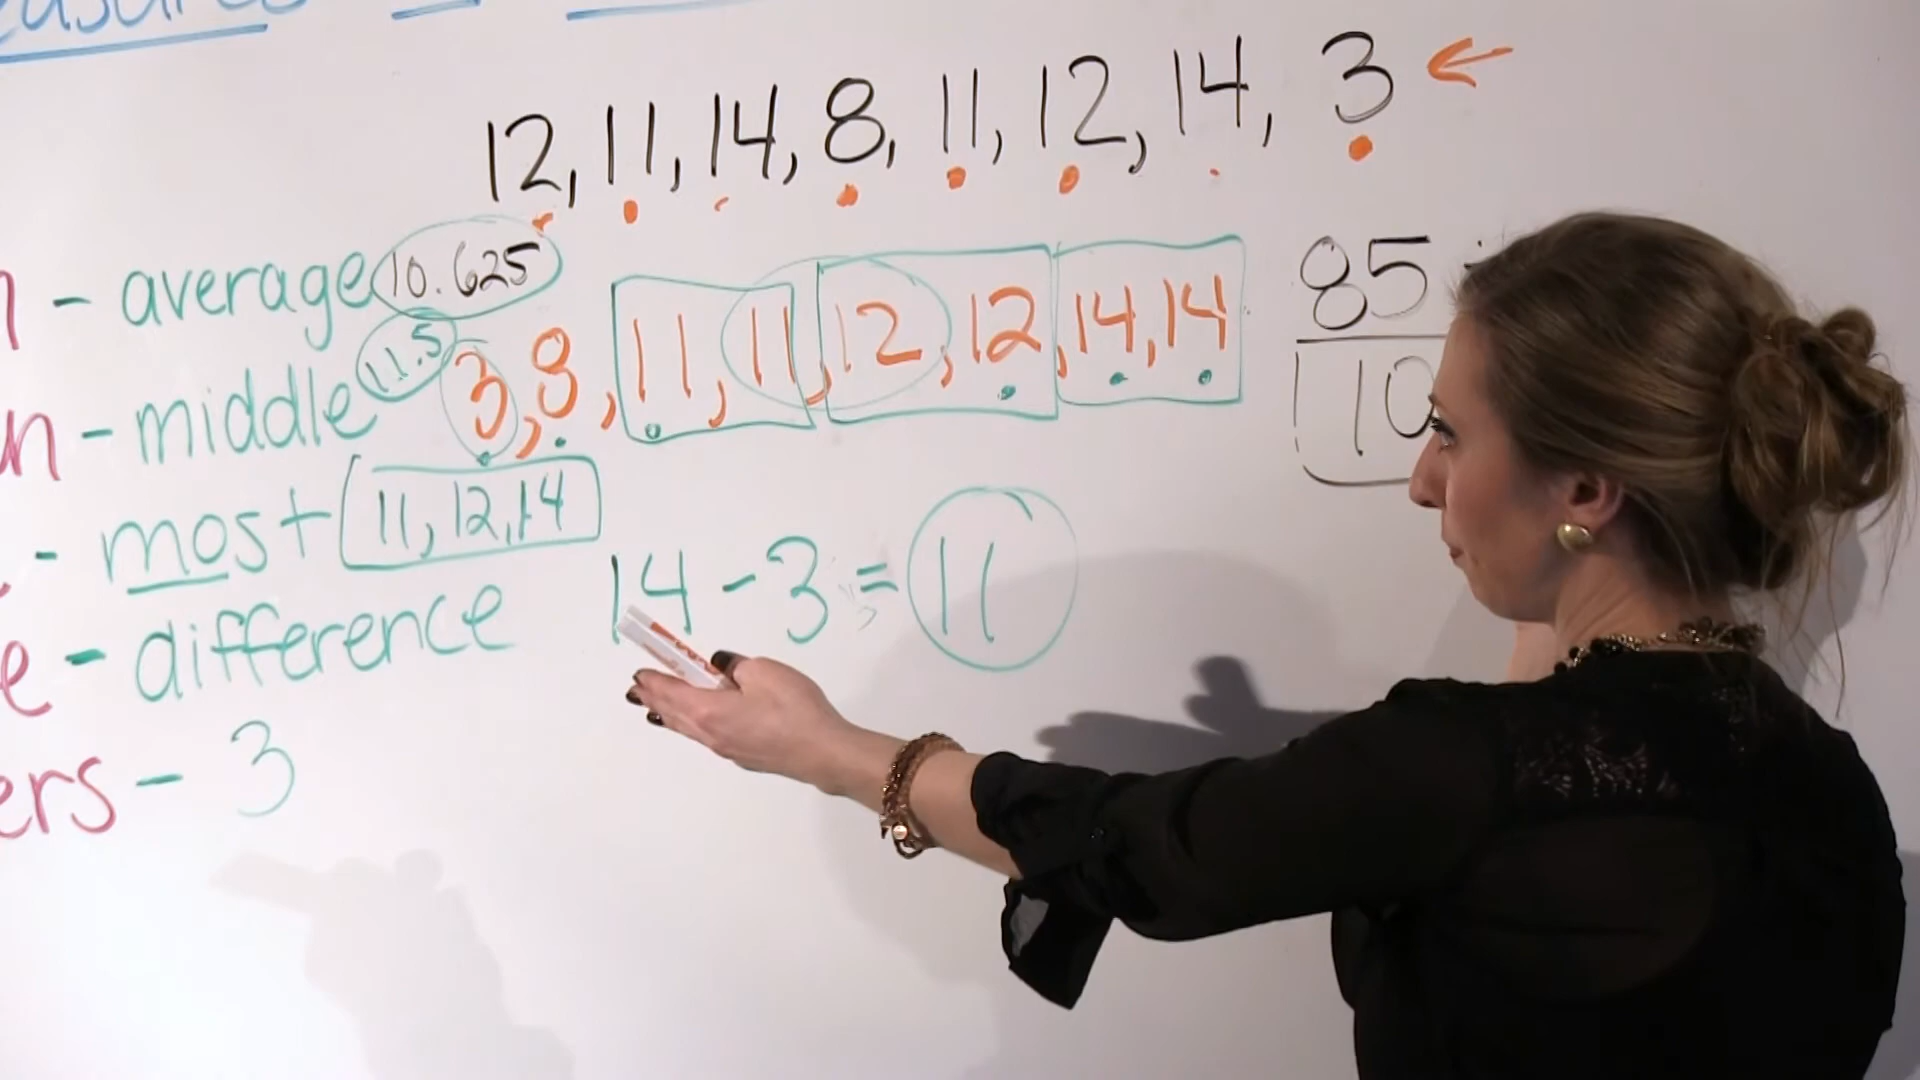 12, 11, 14, 8, 11, 12, 14, 3 ←
- average 10.625
- middle 11.5
3, 8, 11, 11, 12, 12, 14, 14
85
10
- most 11, 12, 14
- difference
14 - 3 = 11
ers - 3